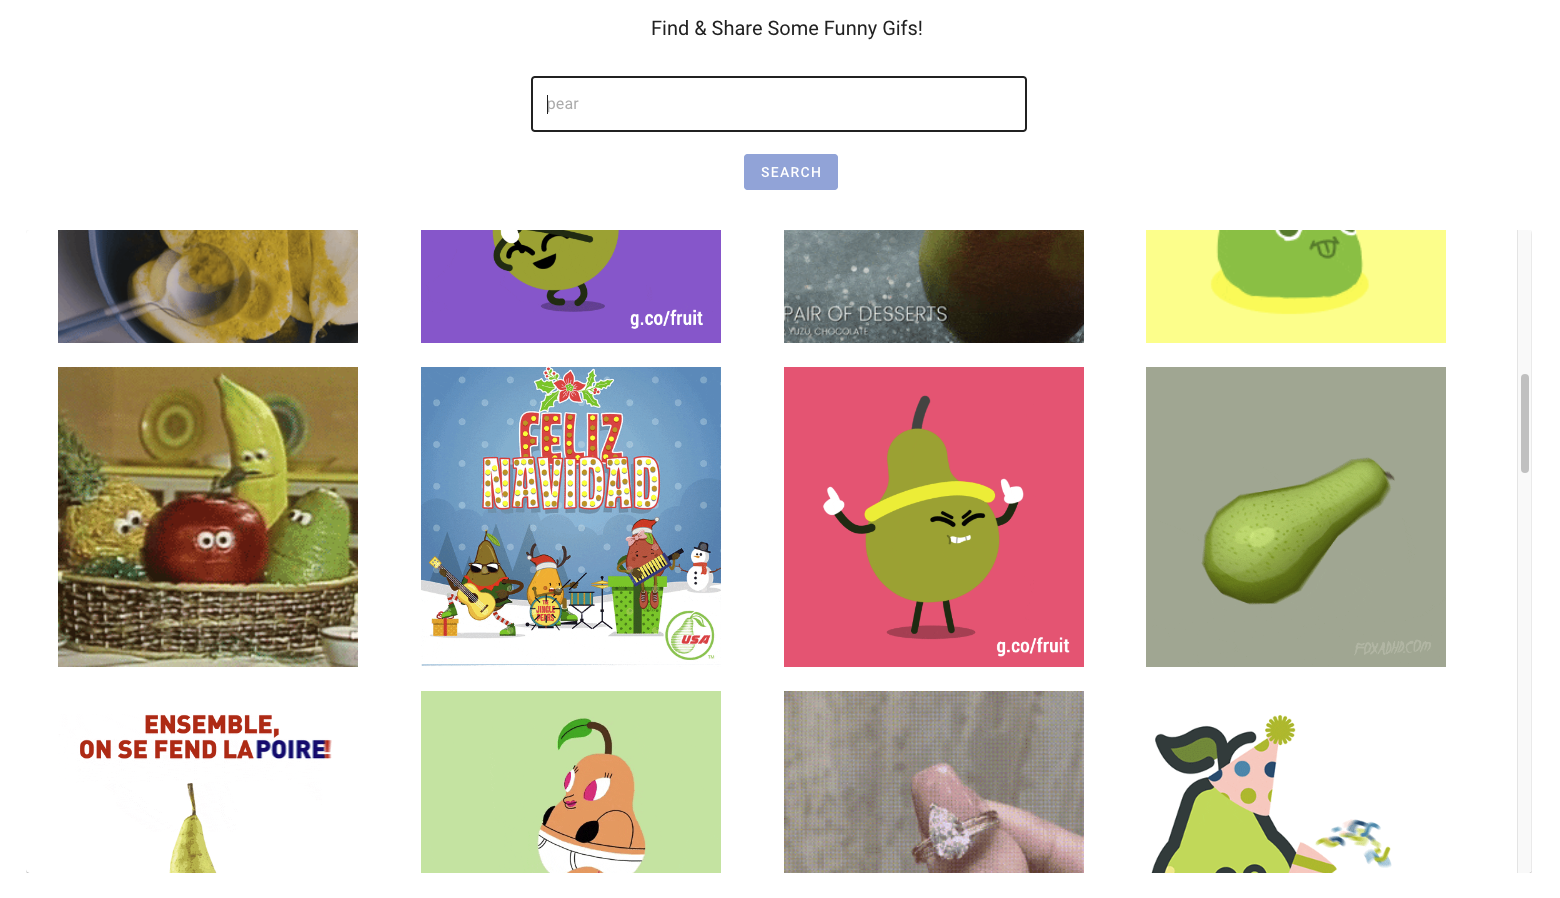 Find & Share Some Funny Gifs!
pear
SEARCH
g.co/fruit
PAIR OF DESSERTS
YUZU, CHOCOLATE
FELIZ
NAVIDAD
JINGLE
PEARS
USA
TM
g.co/fruit
FOXADHD.COM
ENSEMBLE,
ON SE FEND LA POIRE!